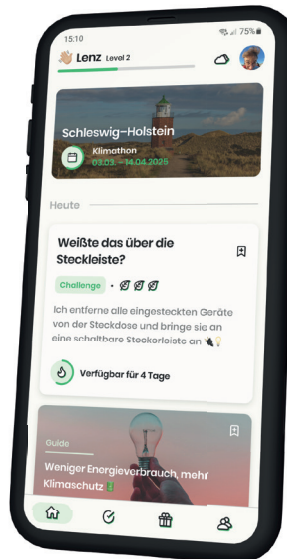 15:10
75%
Lenz Level 2
Schleswig-Holstein
Klimathon
03.03. – 14.04.2025
Heute
Weißte das über die
Steckleiste?
Challenge
Ich entferne alle eingesteckten Geräte
von der Steckdose und bringe sie an
eine schaltbare Steckerleiste an
Verfügbar für 4 Tage
Guide
Weniger Energieverbrauch, mehr
Klimaschutz